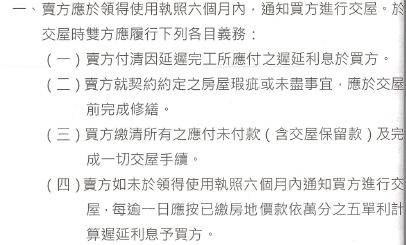 一、賣方應於領得使用執照六個月內，通知買方進行交屋。於
交屋時雙方應履行下列各目義務：
(一)賣方付清因延遲完工所應付之遲延利息於買方。
(二)賣方就契約約定之房屋瑕疵或未盡事宜，應於交屋
前完成修繕。
(三)買方繳清所有之應付未付款(含交屋保留款)及完
成一切交屋手續。
(四)賣方如未於領得使用執照六個月內通知買方進行交
屋，每逾一日應按已繳房地價款依萬分之五單利計
算遲延利息予買方。